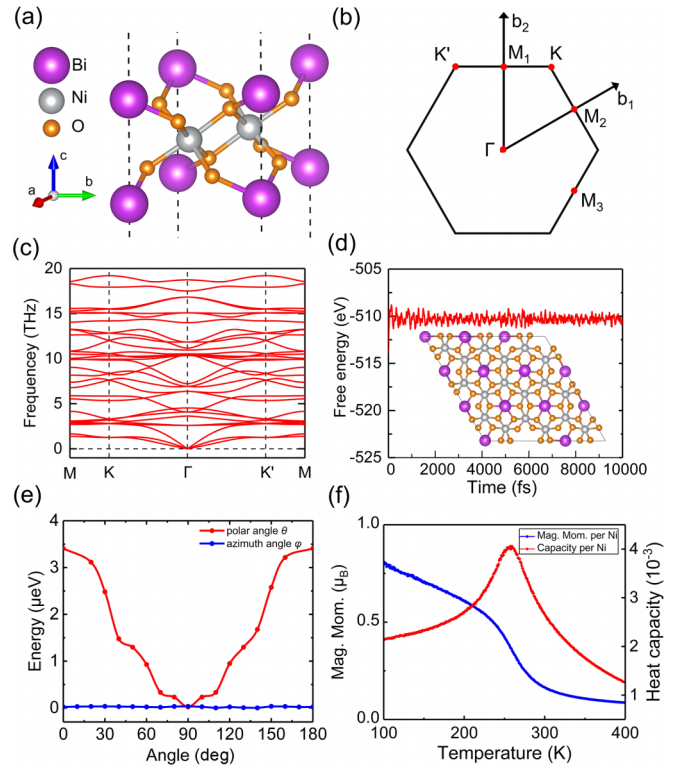 (a)
Bi
Ni
O
c
a
b
(b)
b2
K'
M1
K
b1
M2
Γ
M3
(c)
Frequencey (THz)
20
15
10
5
0
M
K
Γ
K'
M
(d)
Free energy (eV)
-505
-510
-515
-520
-525
0 2000 4000 6000 8000 10000
Time (fs)
(e)
Energy (μeV)
4
3
1
0
polar angle θ
azimuth angle φ
0 30 60 90 120 150 180
Angle (deg)
(f)
Mag. Mom. (μB)
1.0
0.5
0.0
Mag. Mom. per Ni
Capacity per Ni
4
3
2
1
Heat capacity (10-3)
100 200 300 400
Temperature (K)